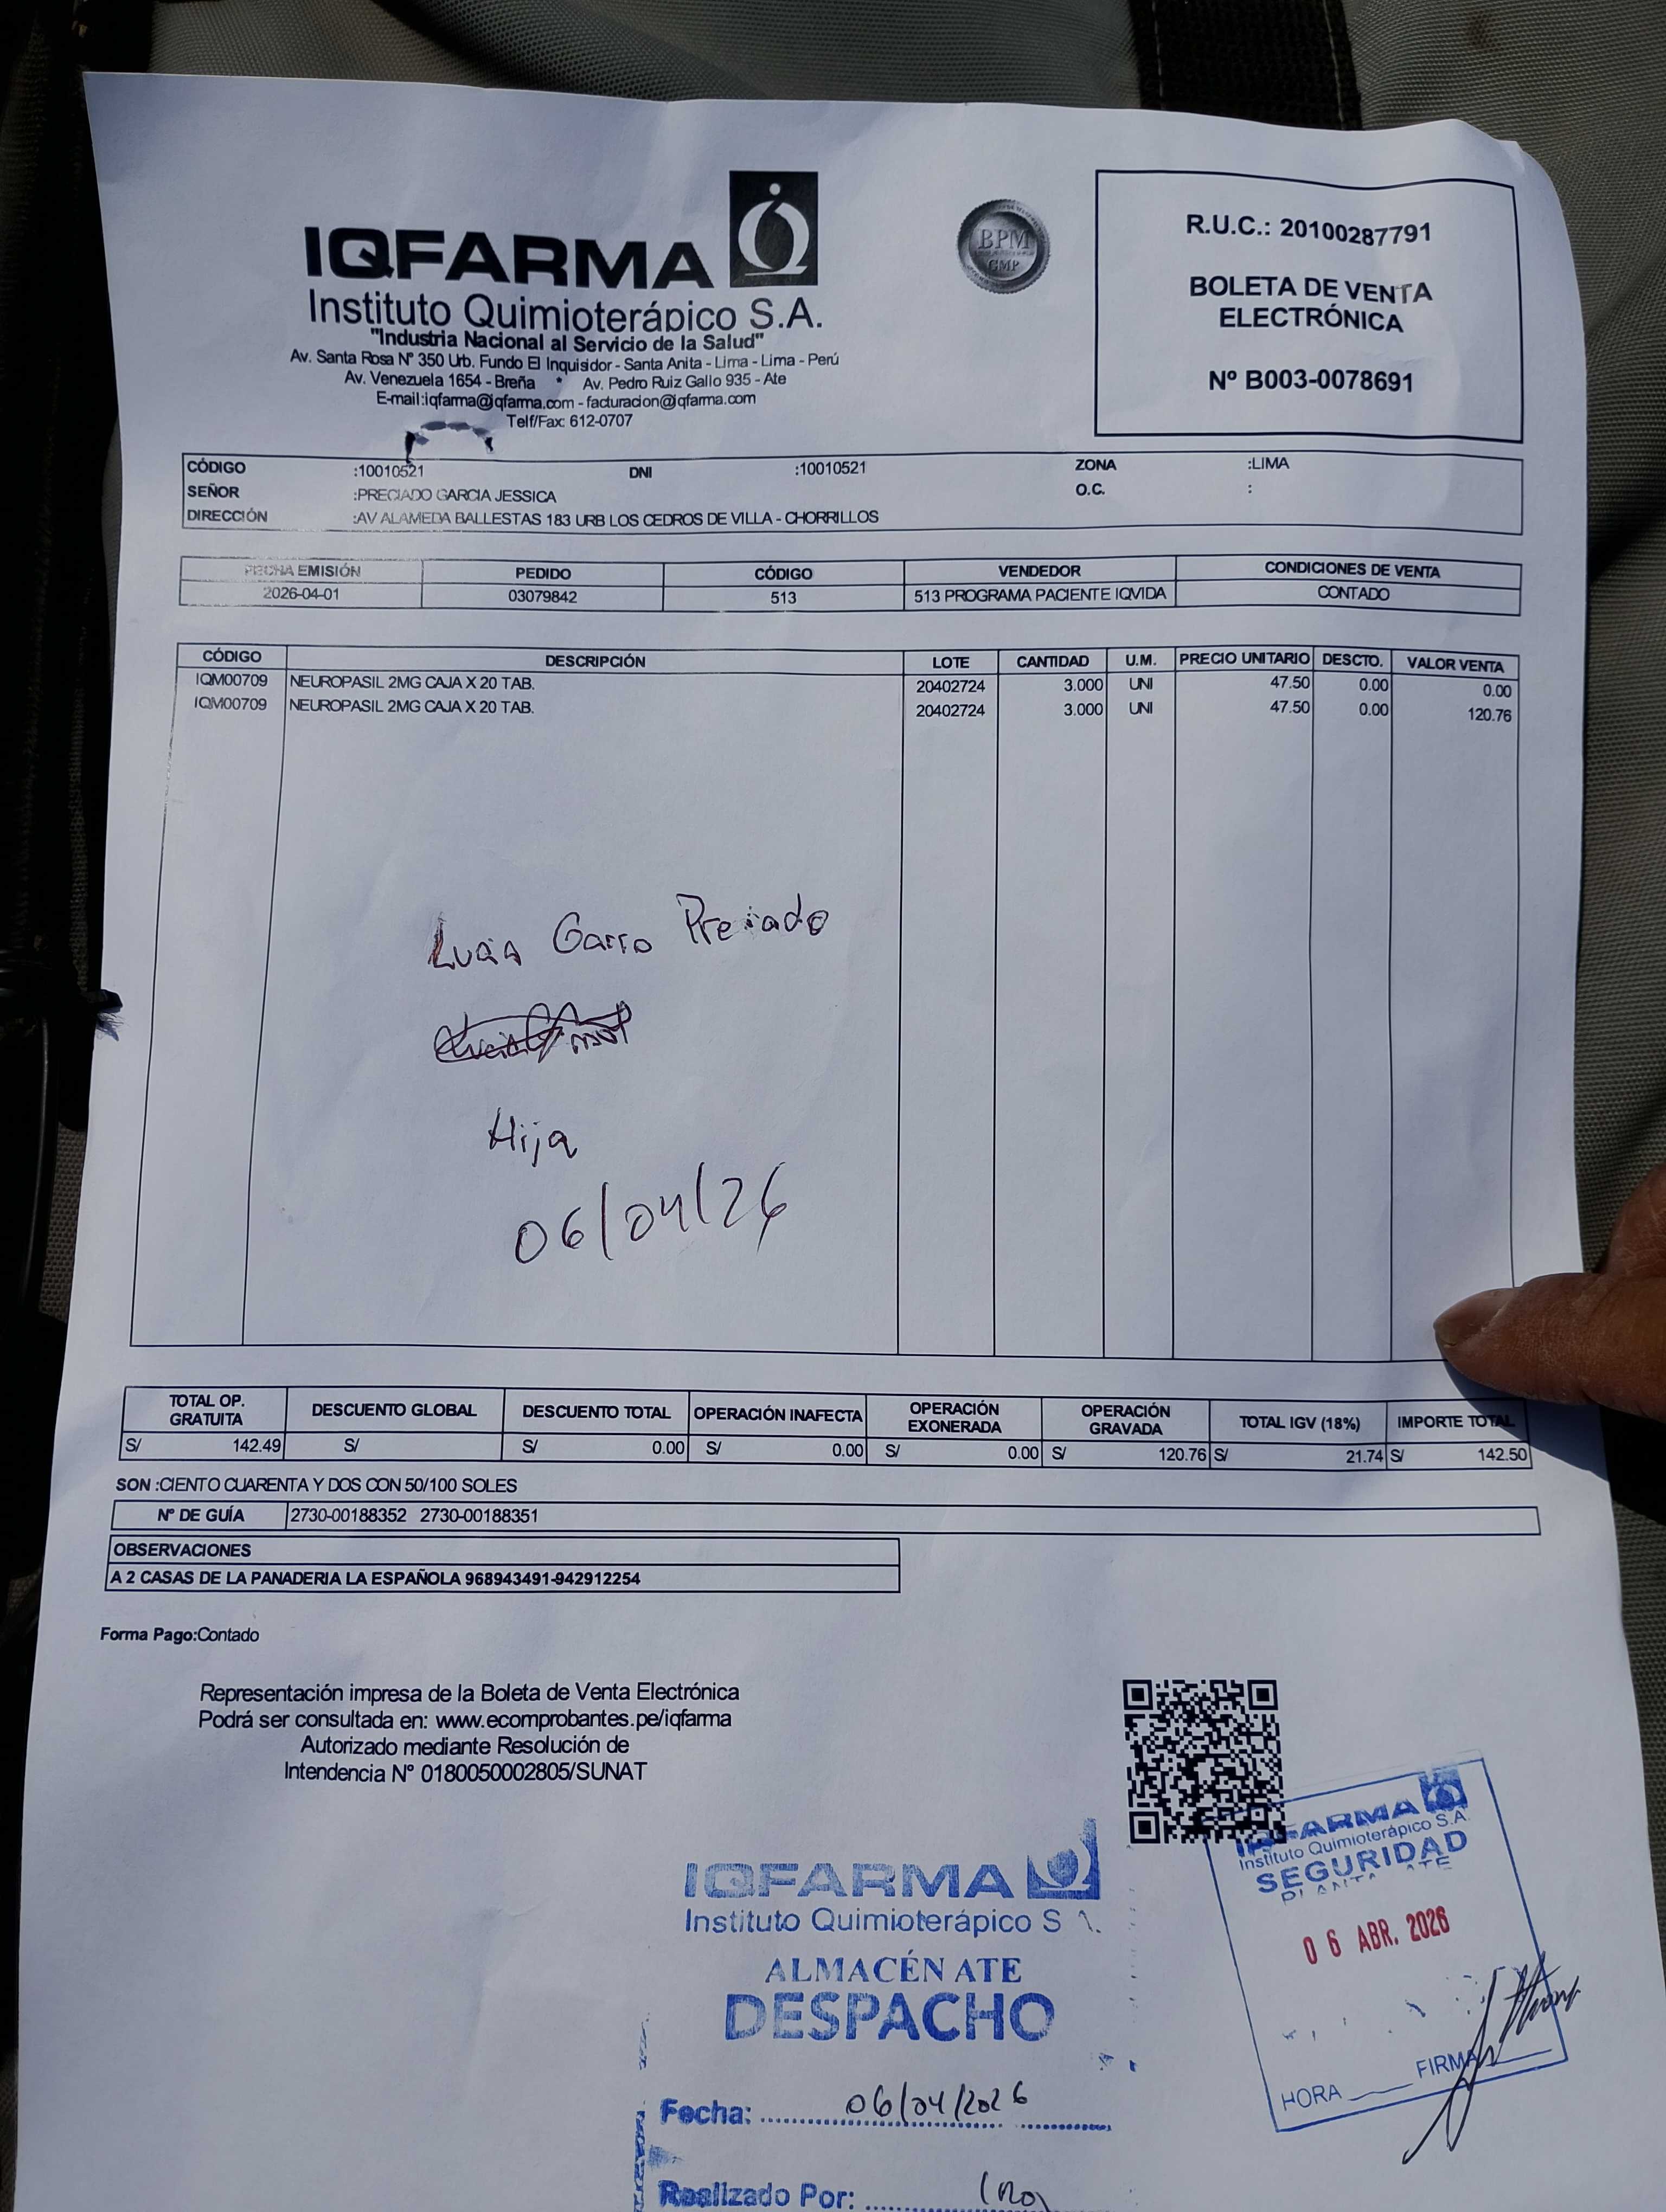 IQFARMA
Instituto Quimioterápico S.A.
"Industria Nacional al Servicio de la Salud"
Av. Santa Rosa Nº 350 Urb. Fundo El Inquisidor - Santa Anita - Lima - Lima - Perú
Av. Venezuela 1654 - Breña * Av. Pedro Ruiz Gallo 935 - Ate
E-mail:iqfarma@iqfarma.com - facturacion@iqfarma.com
Telf/Fax: 612-0707
BPM
GMP
R.U.C.: 20100287791
BOLETA DE VENTA
ELECTRÓNICA
Nº B003-0078691
CÓDIGO :10010521 DNI :10010521 ZONA :LIMA
SEÑOR :PRECIADO GARCIA JESSICA O.C. :
DIRECCIÓN :AV ALAMEDA BALLESTAS 183 URB LOS CEDROS DE VILLA - CHORRILLOS
FECHA EMISIÓN PEDIDO CÓDIGO VENDEDOR CONDICIONES DE VENTA
2026-04-01 03079842 513 513 PROGRAMA PACIENTE IQVIDA CONTADO
CÓDIGO DESCRIPCIÓN LOTE CANTIDAD U.M. PRECIO UNITARIO DESCTO. VALOR VENTA
IQM00709 NEUROPASIL 2MG CAJA X 20 TAB. 20402724 3.000 UNI 47.50 0.00 0.00
IQM00709 NEUROPASIL 2MG CAJA X 20 TAB. 20402724 3.000 UNI 47.50 0.00 120.76
Garro Preciado
Hija
06/04/26
TOTAL OP. GRATUITA DESCUENTO GLOBAL DESCUENTO TOTAL OPERACIÓN INAFECTA OPERACIÓN EXONERADA OPERACIÓN GRAVADA TOTAL IGV (18%) IMPORTE TOTAL
S/ 142.49 S/ S/ 0.00 S/ 0.00 S/ 0.00 S/ 120.76 S/ 21.74 S/ 142.50
SON :CIENTO CUARENTA Y DOS CON 50/100 SOLES
Nº DE GUÍA 2730-00188352 2730-00188351
OBSERVACIONES
A 2 CASAS DE LA PANADERIA LA ESPAÑOLA 968943491-942912254
Forma Pago:Contado
Representación impresa de la Boleta de Venta Electrónica
Podrá ser consultada en: www.ecomprobantes.pe/iqfarma
Autorizado mediante Resolución de
Intendencia Nº 0180050002805/SUNAT
IQFARMA
Instituto Quimioterápico S.A.
SEGURIDAD
PLANTA ATE
06 ABR. 2026
HORA FIRMA
IQFARMA
Instituto Quimioterápico S
ALMACÉN ATE
DESPACHO
Fecha: 06/04/2026
Realizado Por: